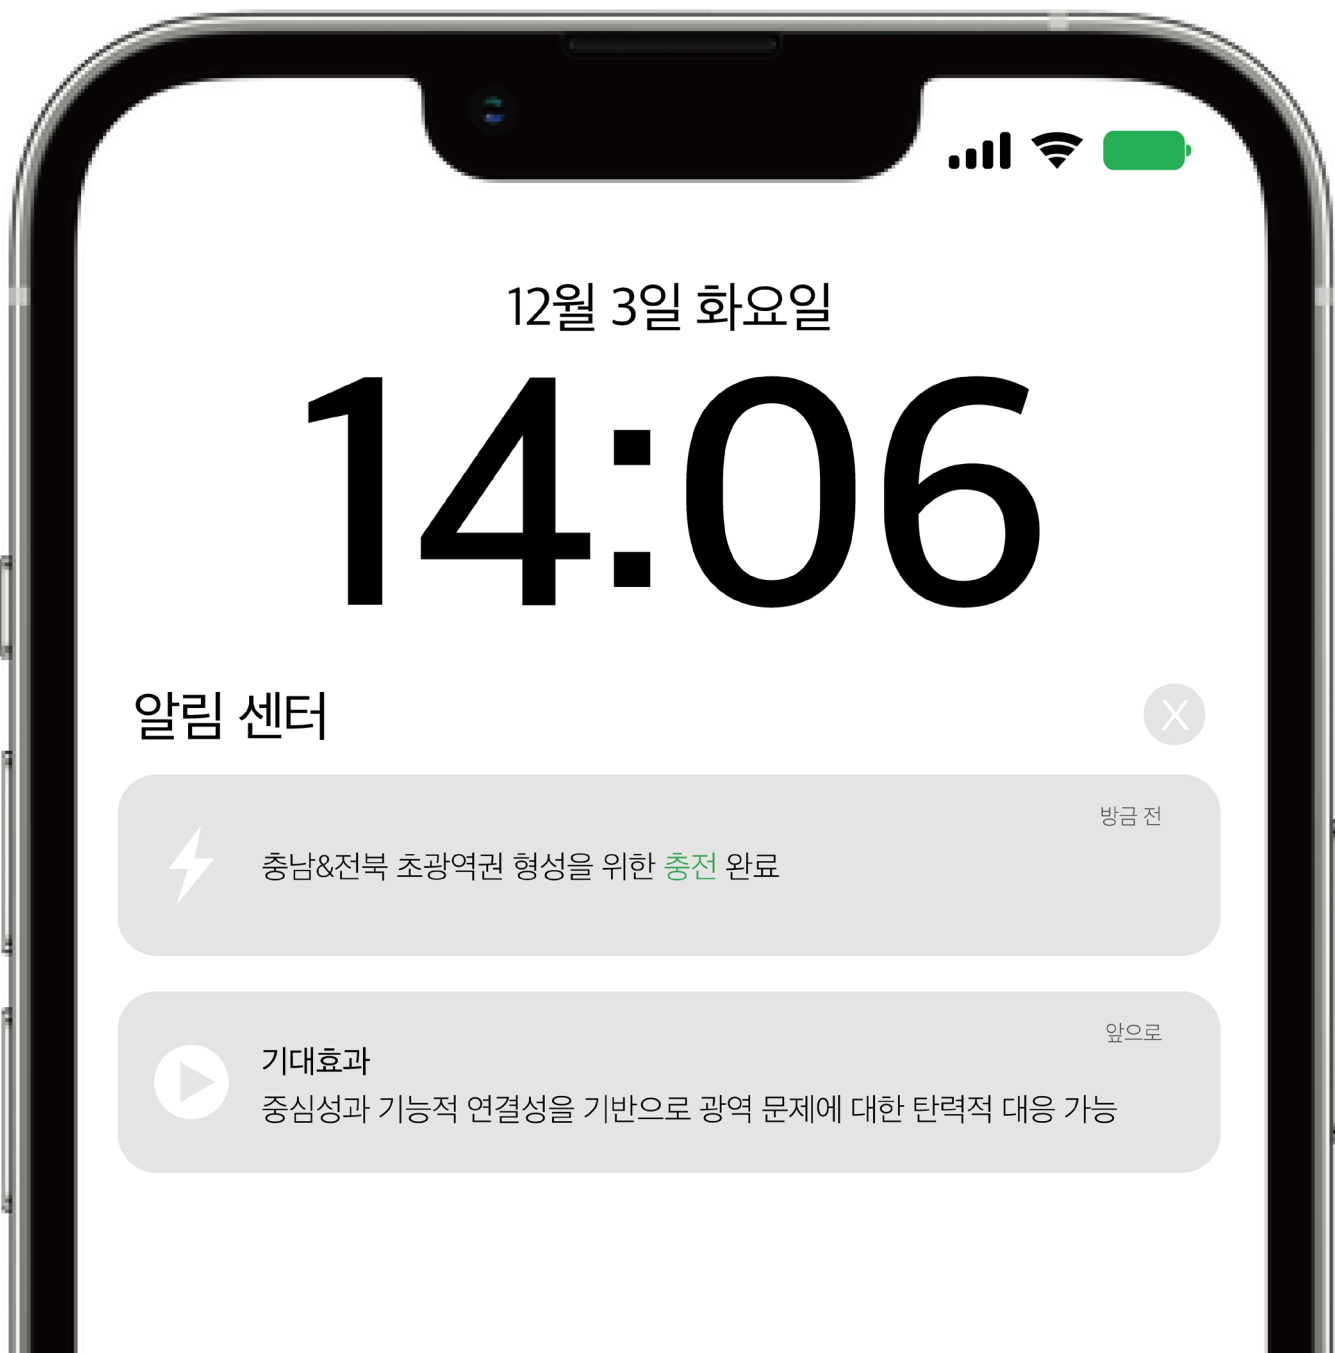 12월 3일 화요일
14:06
알림 센터
X
방금 전
충남&전북 초광역권 형성을 위한 충전 완료
앞으로
기대효과
중심성과 기능적 연결성을 기반으로 광역 문제에 대한 탄력적 대응 가능